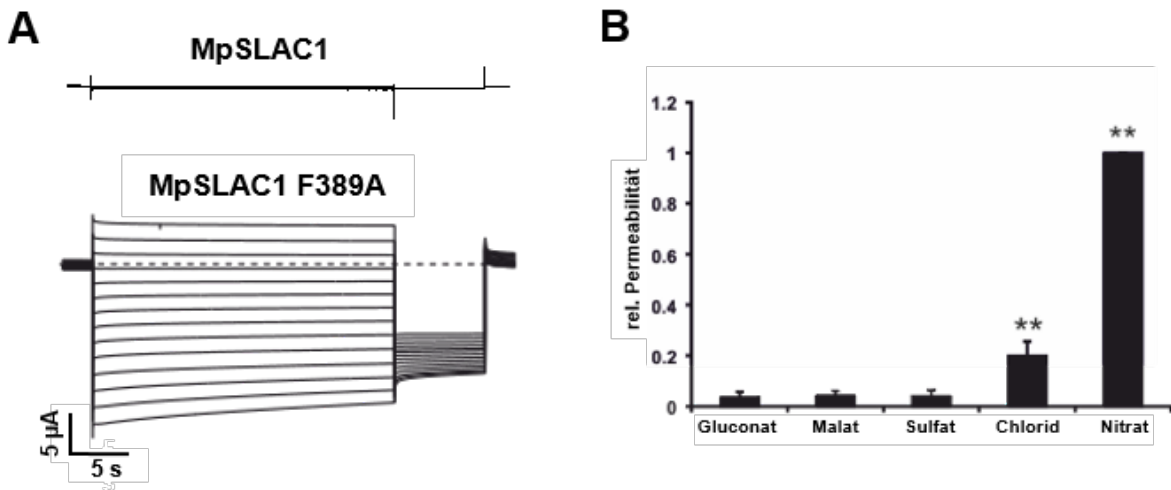 A
MpSLAC1
MpSLAC1 F389A
5 µA
5 s
B
rel. Permeabilität
1.2
1
0.8
0.6
0.4
0.2
0
**
**
Gluconat Malat Sulfat Chlorid Nitrat